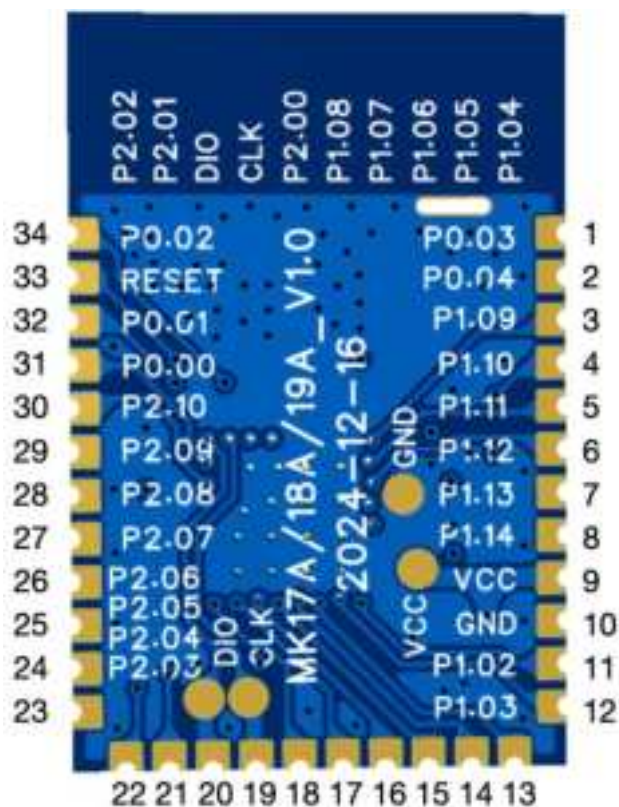 P2.02 P2.01 DIO CLK P2.00 P1.08 P1.07 P1.06 P1.05 P1.04
34 P0.02 P0.03 1
33 RESET P0.04 2
32 P0.01 P1.09 3
31 P0.00 P1.10 4
30 P2.10 P1.11 5
29 P2.09 P1.12 6
28 P2.08 P1.13 7
27 P2.07 P1.14 8
26 P2.06 VCC 9
25 P2.05 GND 10
P2.04
24 P2.03 P1.02 11
23 P1.03 12
MK17A/18A/19A_V1.0
2024-12-16
GND
VCC
DIO
CLK
22 21 20 19 18 17 16 15 14 13